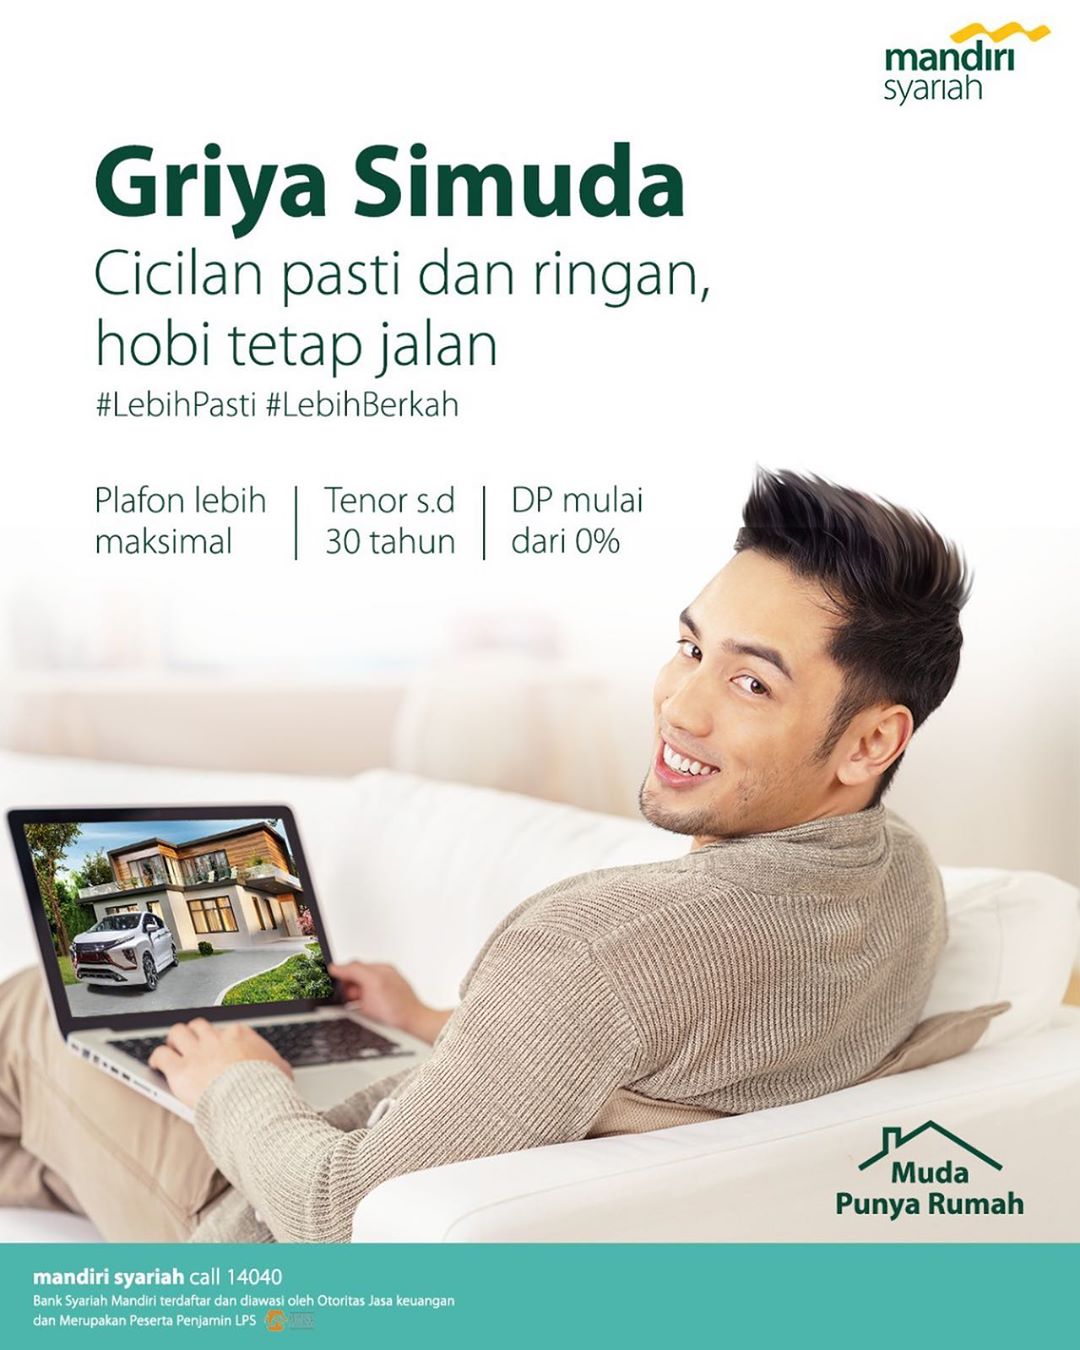 mandiri
syariah
Griya Simuda
Cicilan pasti dan ringan,
hobi tetap jalan
#LebihPasti #LebihBerkah
Plafon lebih
maksimal
Tenor s.d
30 tahun
DP mulai
dari 0%
Muda
Punya Rumah
mandiri syariah call 14040
Bank Syariah Mandiri terdaftar dan diawasi oleh Otoritas Jasa keuangan
dan Merupakan Peserta Penjamin LPS